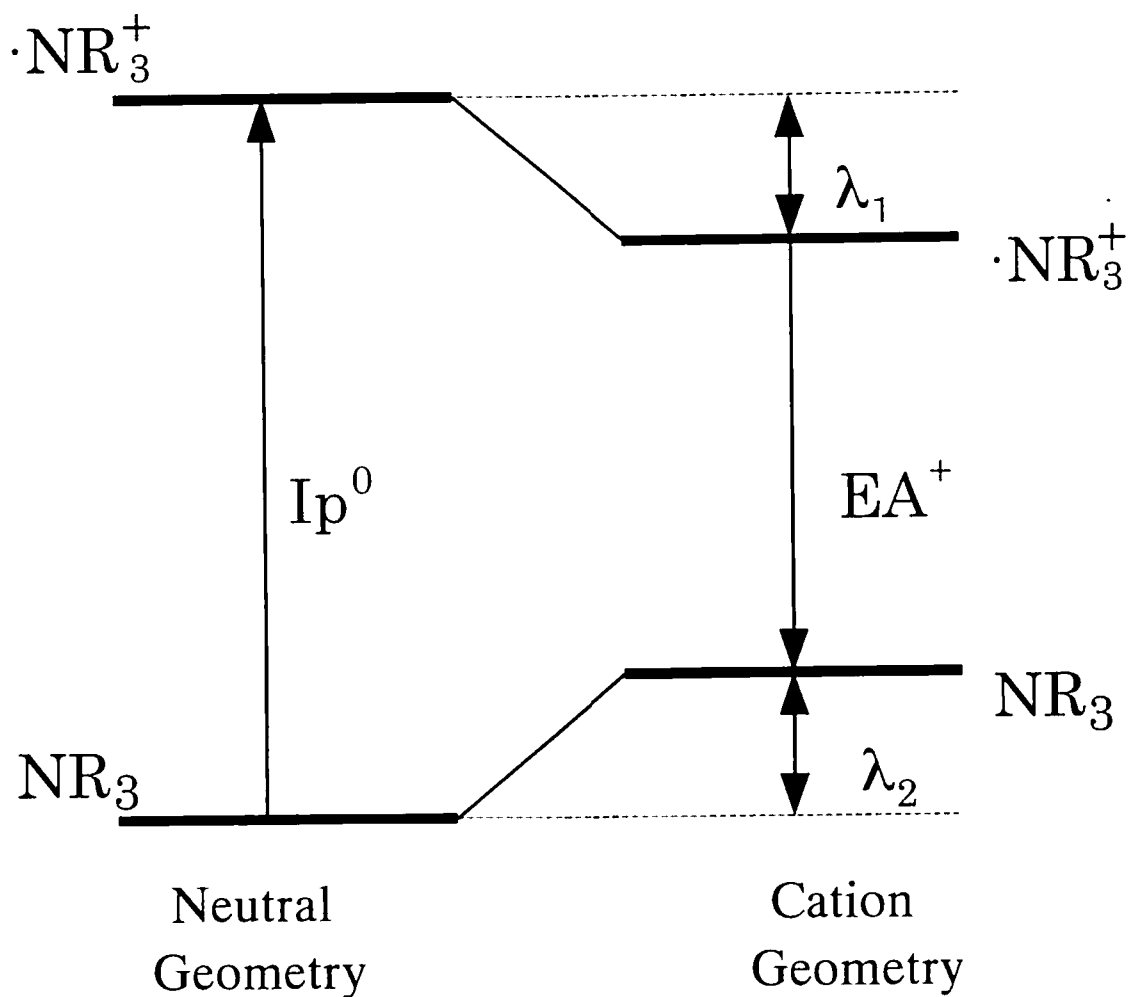 ·NR₃⁺
λ₁
·NR₃⁺
Ip⁰
EA⁺
NR₃
NR₃
λ₂
Neutral
Geometry
Cation
Geometry